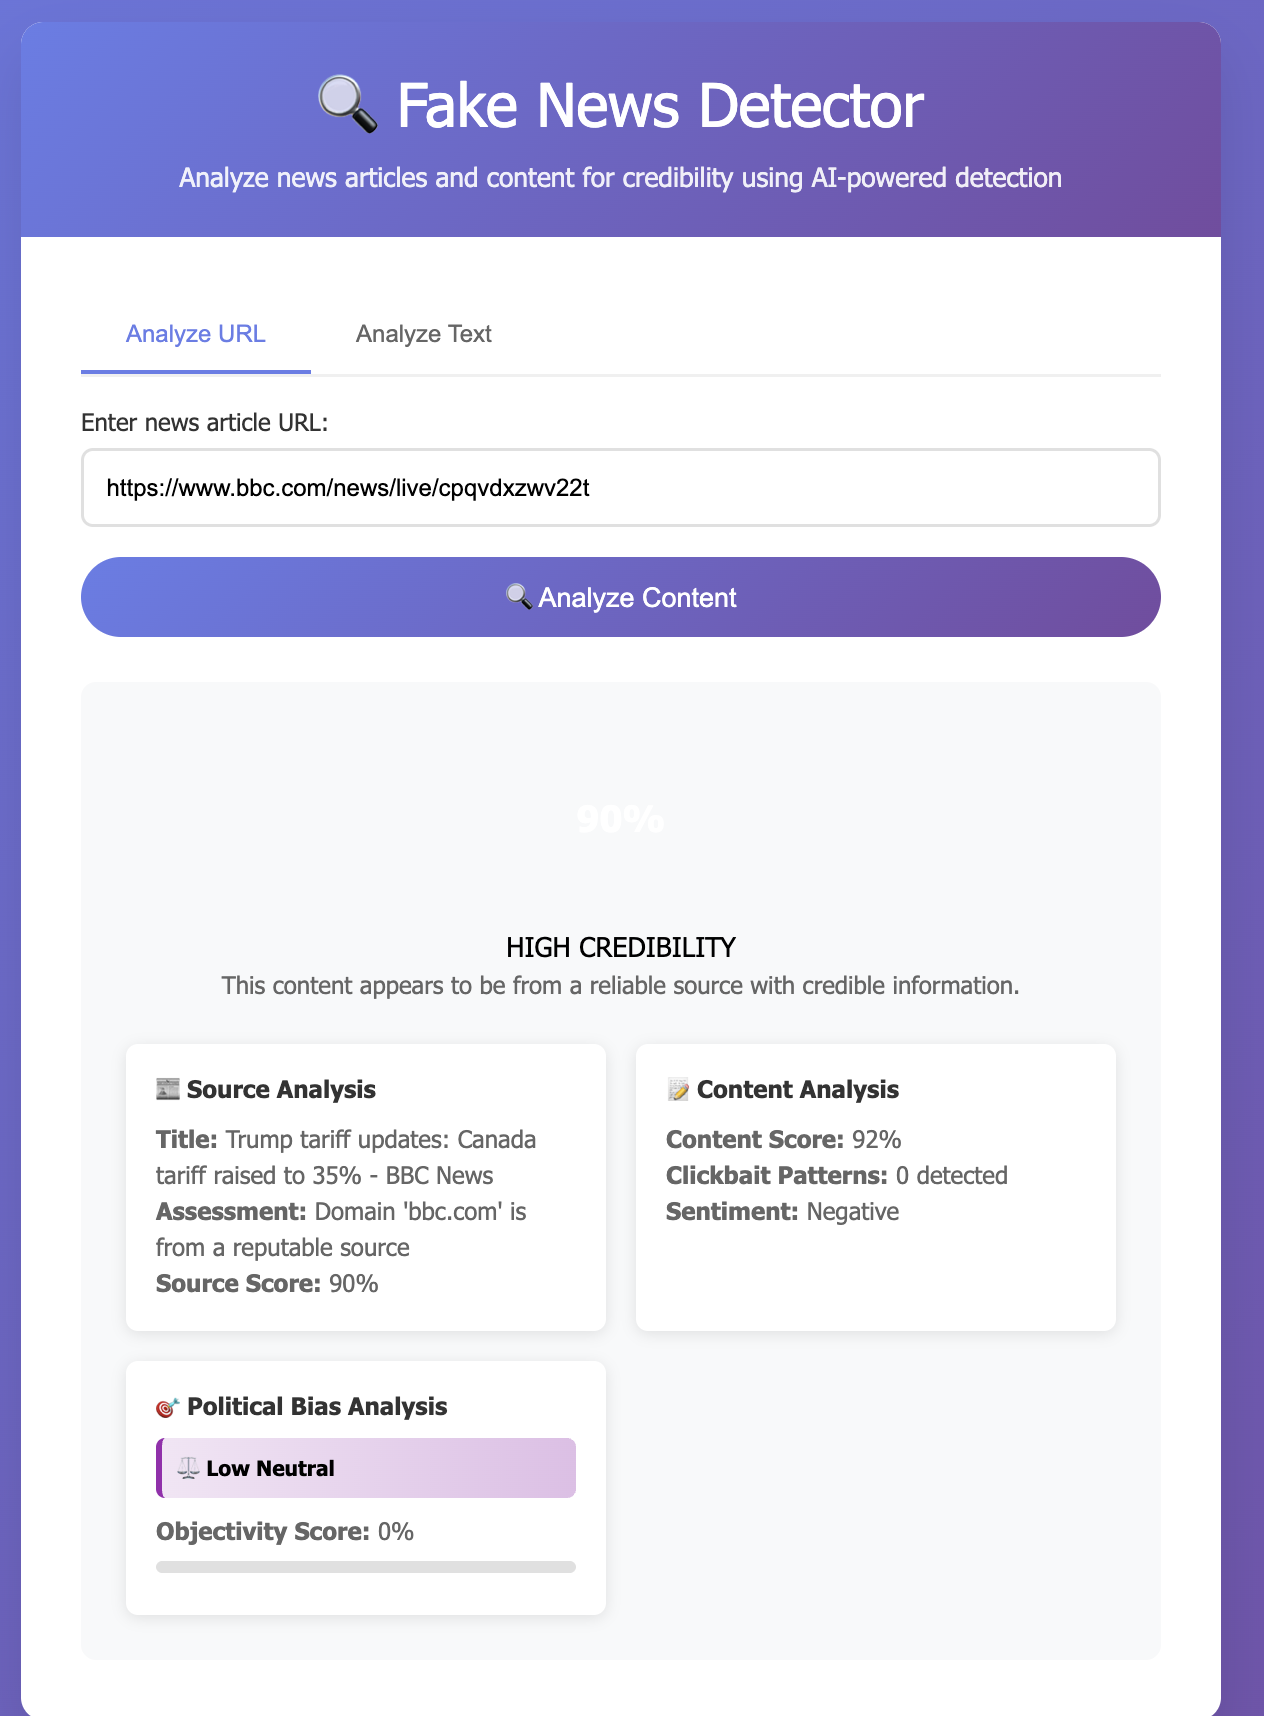 🔍 Fake News Detector
Analyze news articles and content for credibility using AI-powered detection
Analyze URL
Analyze Text
Enter news article URL:
https://www.bbc.com/news/live/cpqvdxzwv22t
🔍 Analyze Content
90%
HIGH CREDIBILITY
This content appears to be from a reliable source with credible information.
📰 Source Analysis
Title: Trump tariff updates: Canada
tariff raised to 35% - BBC News
Assessment: Domain 'bbc.com' is
from a reputable source
Source Score: 90%
📝 Content Analysis
Content Score: 92%
Clickbait Patterns: 0 detected
Sentiment: Negative
🎯 Political Bias Analysis
⚖️ Low Neutral
Objectivity Score: 0%